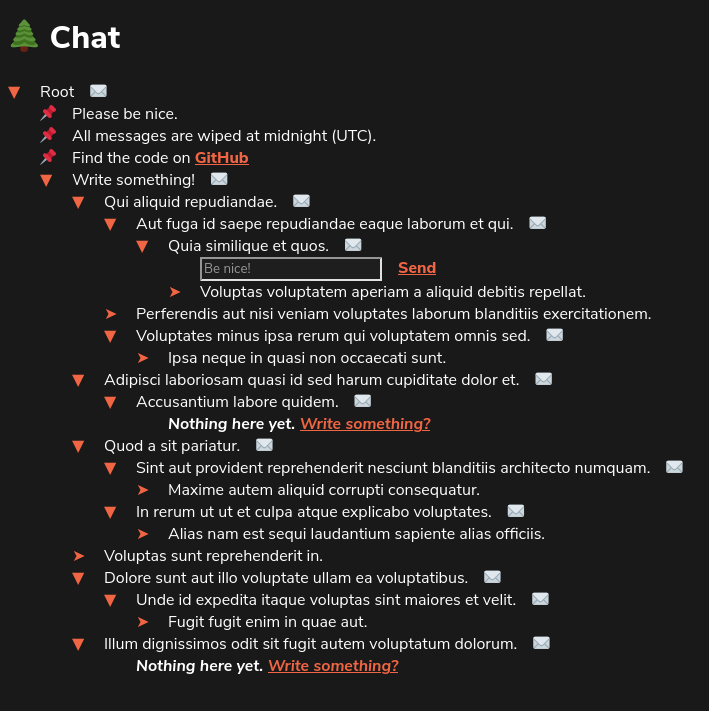 Chat
Root
Please be nice.
All messages are wiped at midnight (UTC).
Find the code on GitHub
Write something!
Qui aliquid repudiandae.
Aut fuga id saepe repudiandae eaque laborum et qui.
Quia similique et quos.
Be nice! Send
Voluptas voluptatem aperiam a aliquid debitis repellat.
Perferendis aut nisi veniam voluptates laborum blanditiis exercitationem.
Voluptates minus ipsa rerum qui voluptatem omnis sed.
Ipsa neque in quasi non occaecati sunt.
Adipisci laboriosam quasi id sed harum cupiditate dolor et.
Accusantium labore quidem.
Nothing here yet. Write something?
Quod a sit pariatur.
Sint aut provident reprehenderit nesciunt blanditiis architecto numquam.
Maxime autem aliquid corrupti consequatur.
In rerum ut ut et culpa atque explicabo voluptates.
Alias nam est sequi laudantium sapiente alias officiis.
Voluptas sunt reprehenderit in.
Dolore sunt aut illo voluptate ullam ea voluptatibus.
Unde id expedita itaque voluptas sint maiores et velit.
Fugit fugit enim in quae aut.
Illum dignissimos odit sit fugit autem voluptatum dolorum.
Nothing here yet. Write something?